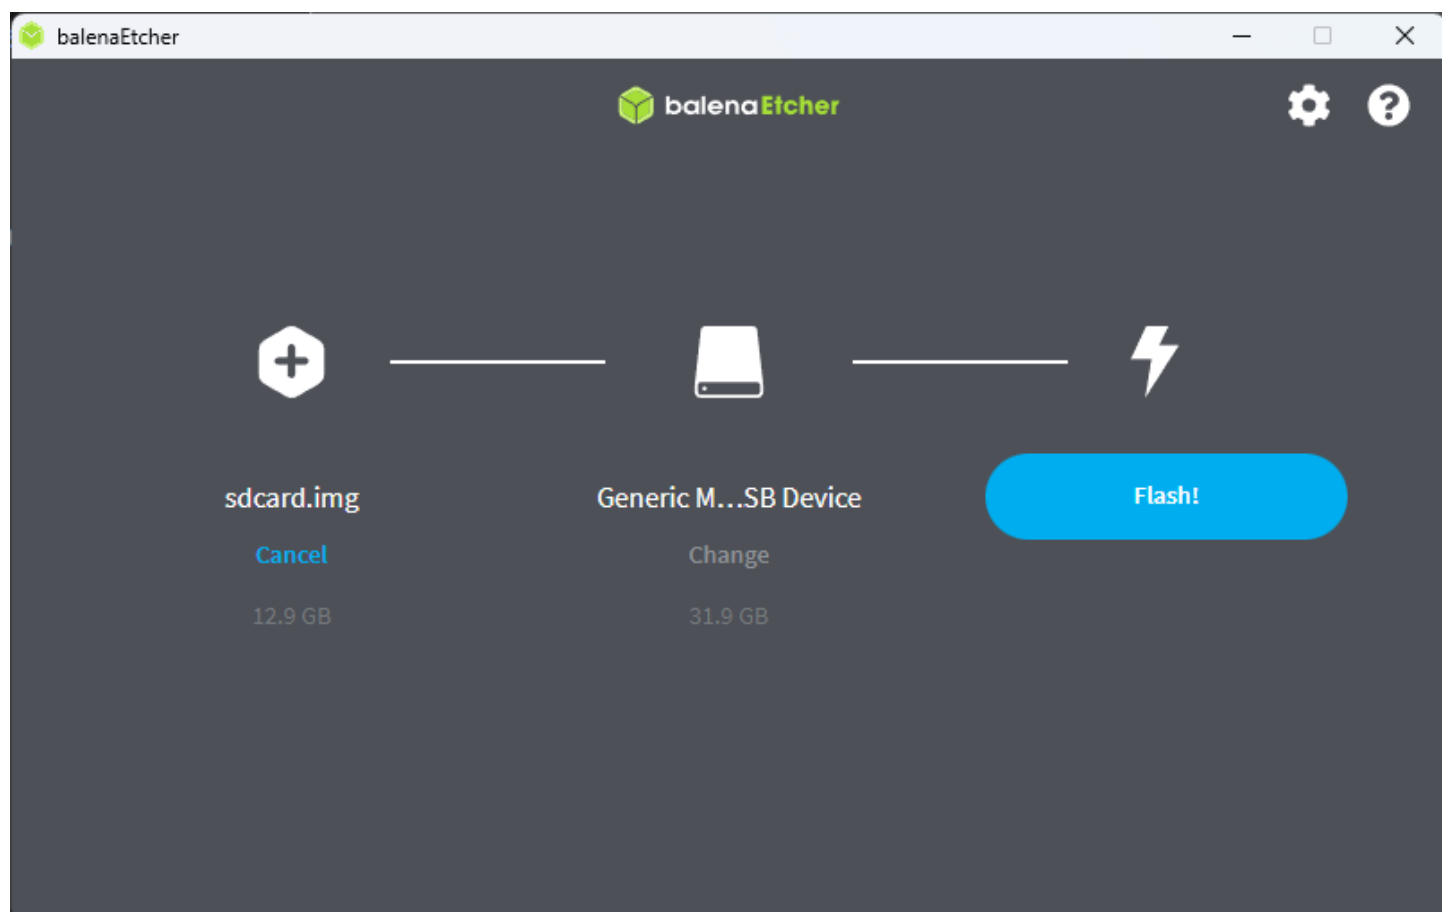 balenaEtcher
balenaEtcher
sdcard.img
Generic M...SB Device
Flash!
Cancel
Change
12.9 GB
31.9 GB